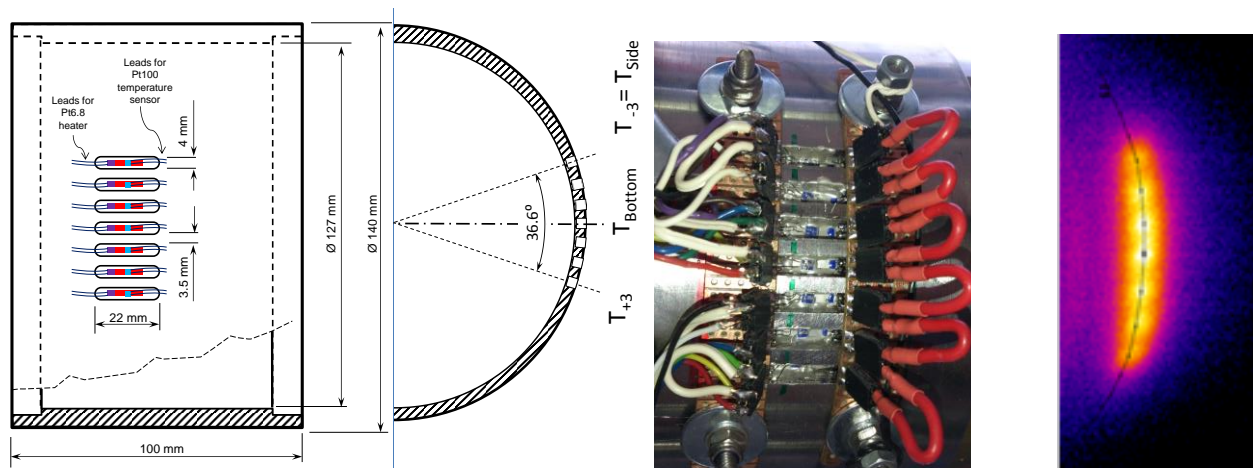 Leads for
Pt6.8
heater
Leads for
Pt100
temperature
sensor
4 mm
3.5 mm
22 mm
100 mm
Ø 127 mm
Ø 140 mm
36.6°
T-3 = TSide
TBottom
T+3